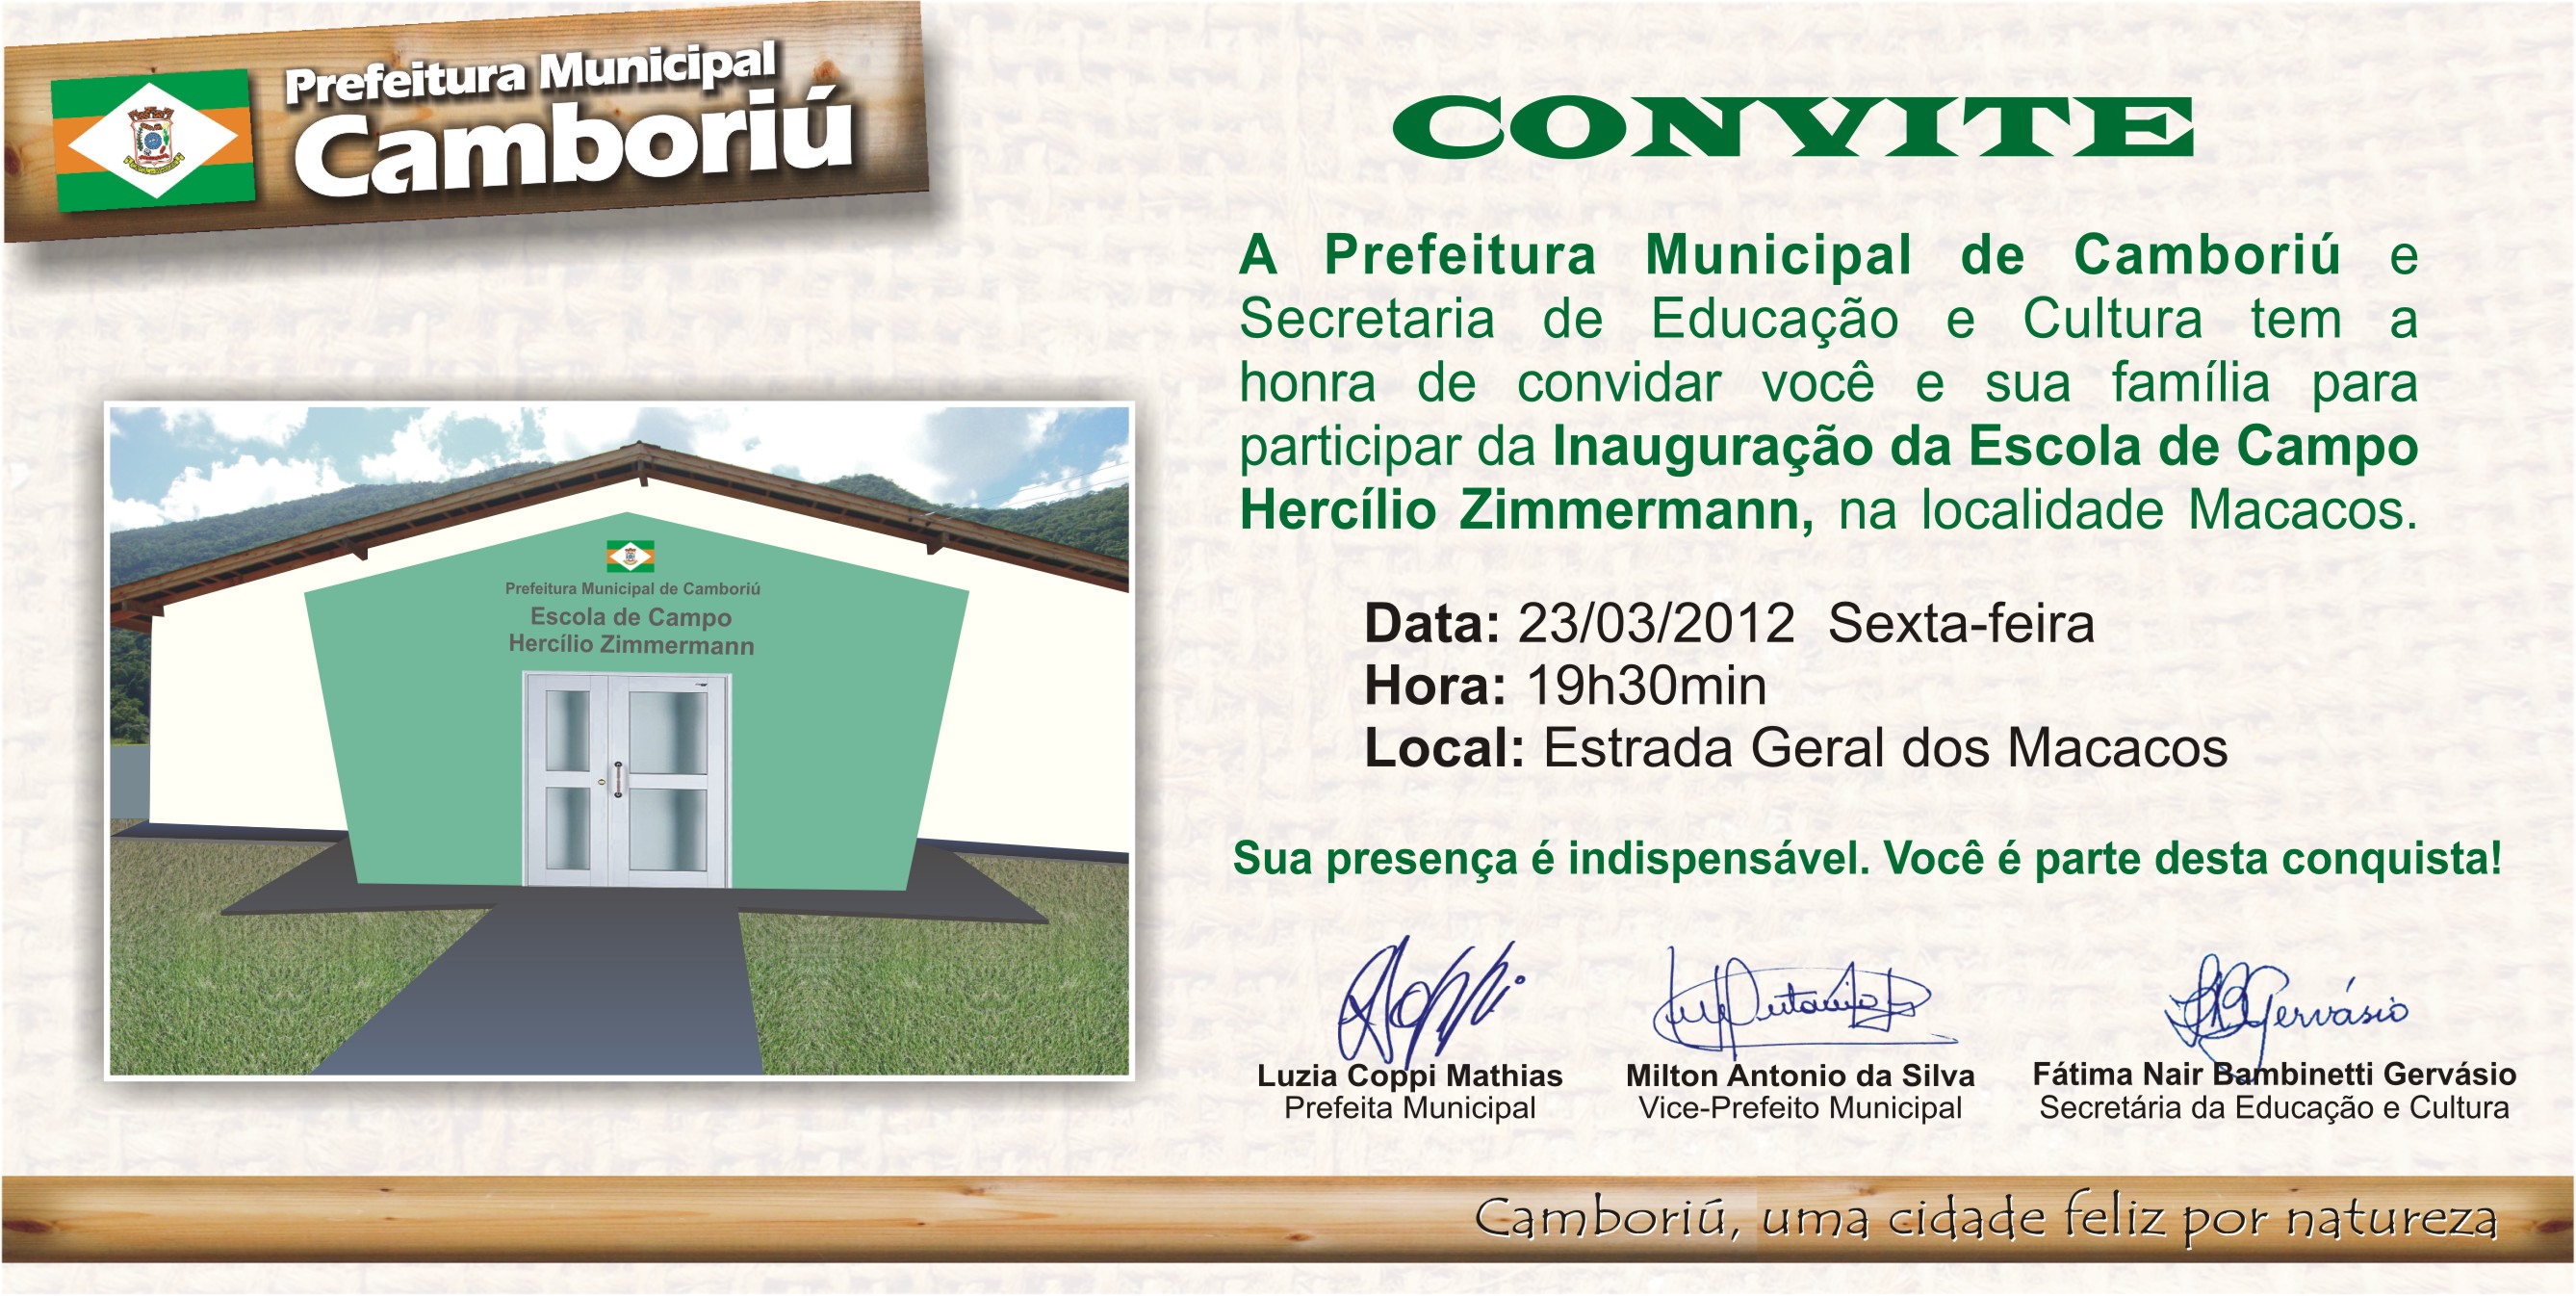 Prefeitura Municipal
Camboriú
CONVITE
A Prefeitura Municipal de Camboriú e
Secretaria de Educação e Cultura tem a
honra de convidar você e sua família para
participar da Inauguração da Escola de Campo
Hercílio Zimmermann, na localidade Macacos.
Data: 23/03/2012 Sexta-feira
Hora: 19h30min
Local: Estrada Geral dos Macacos
Sua presença é indispensável. Você é parte desta conquista!
Prefeitura Municipal de Camboriú
Escola de Campo
Hercílio Zimmermann
Luzia Coppi Mathias
Prefeita Municipal
Milton Antonio da Silva
Vice-Prefeito Municipal
Fátima Nair Bambinetti Gervásio
Secretária da Educação e Cultura
Camboriú, uma cidade feliz por natureza